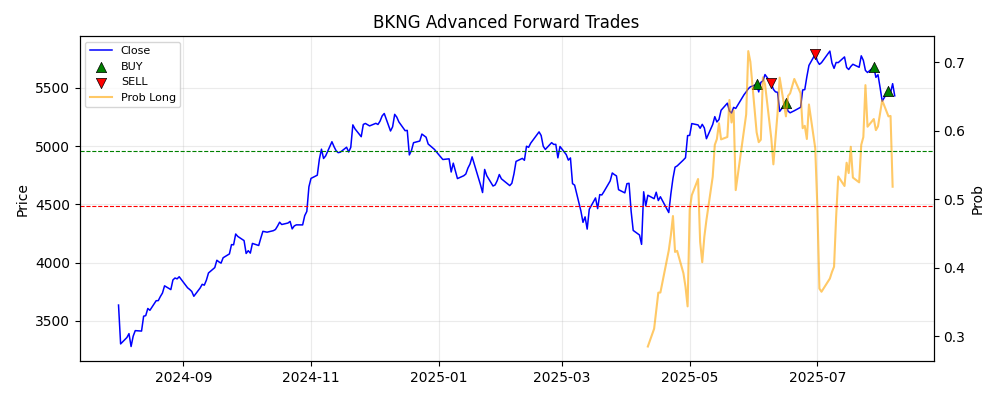 BKNG Advanced Forward Trades
Close
BUY
SELL
Prob Long
Price
5500
5000
4500
4000
3500
0.7
0.6
0.5
0.4
0.3
Prob
2024-09
2024-11
2025-01
2025-03
2025-05
2025-07